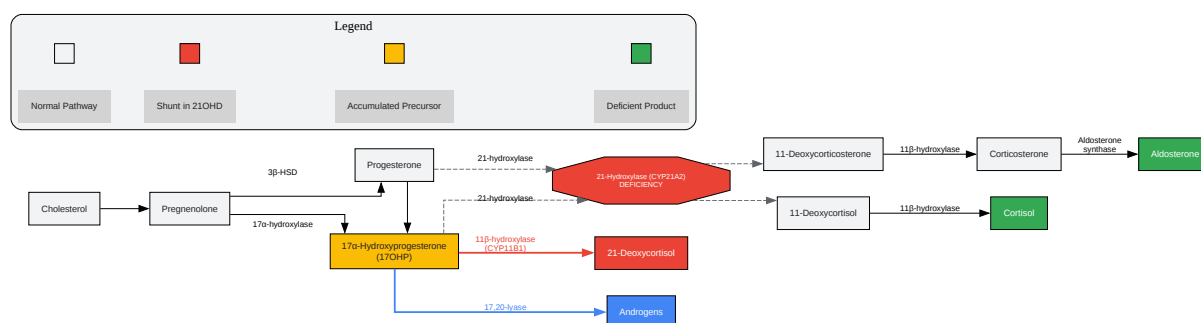 Legend
Normal Pathway
Shunt in 21OHD
Accumulated Precursor
Deficient Product
Cholesterol
Pregnenolone
3β-HSD
17α-hydroxylase
Progesterone
17α-Hydroxyprogesterone
(17OHP)
21-hydroxylase
21-hydroxylase
21-Hydroxylase (CYP21A2)
DEFICIENCY
11-Deoxycorticosterone
11β-hydroxylase
Corticosterone
Aldosterone
synthase
Aldosterone
11-Deoxycortisol
11β-hydroxylase
Cortisol
11β-hydroxylase
(CYP11B1)
21-Deoxycortisol
17,20-lyase
Androgens